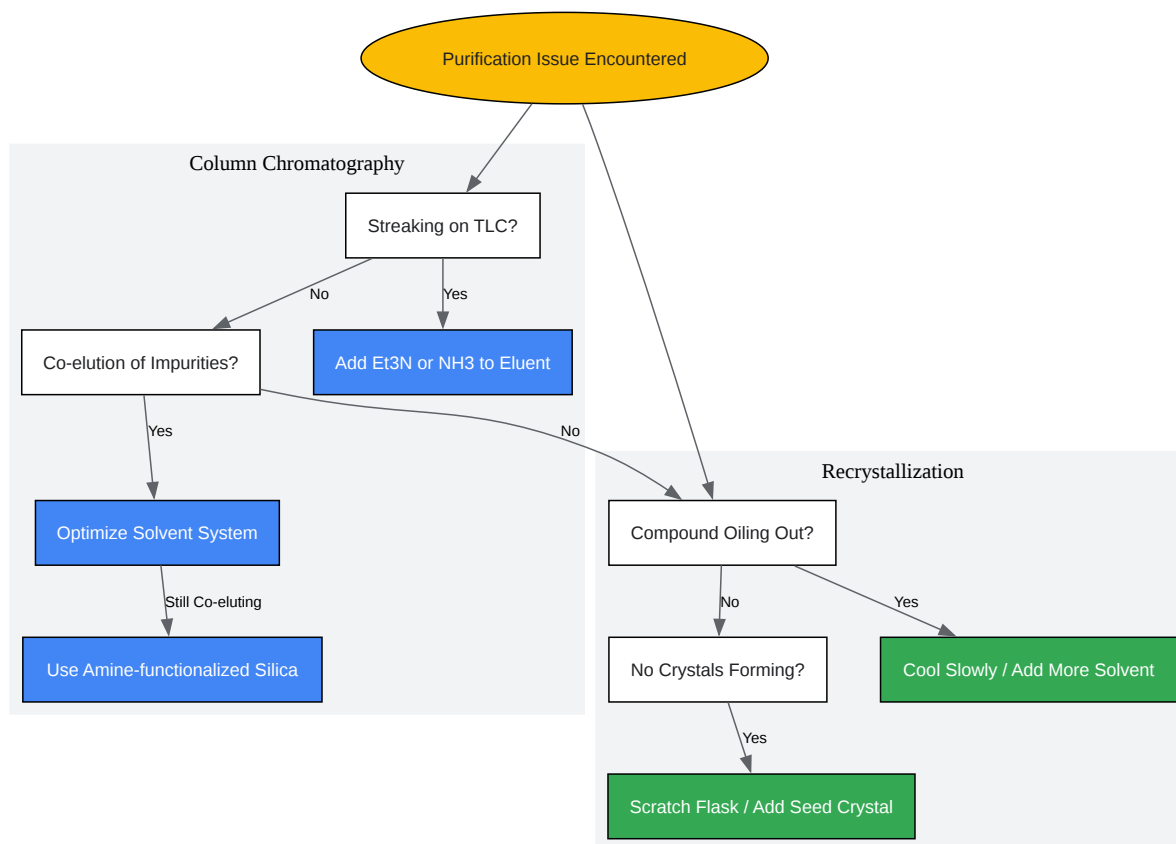 Purification Issue Encountered
Column Chromatography
Streaking on TLC?
No
Yes
Co-elution of Impurities?
Add Et3N or NH3 to Eluent
Yes
No
Recrystallization
Optimize Solvent System
Compound Oiling Out?
Still Co-eluting
No
Yes
Use Amine-functionalized Silica
No Crystals Forming?
Cool Slowly / Add More Solvent
Yes
Scratch Flask / Add Seed Crystal